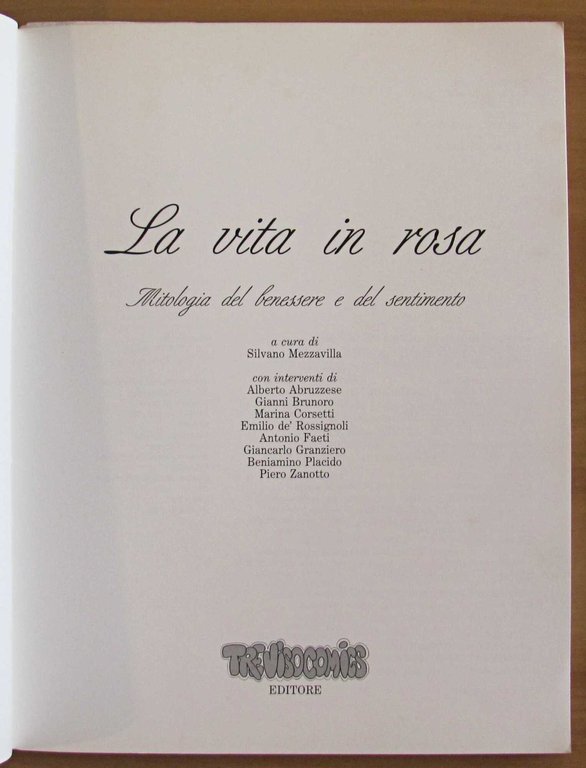 La vita in rosa
Mitologia del benessere e del sentimento
a cura di
Silvano Mezzavilla
con interventi di
Alberto Abruzzese
Gianni Brunoro
Marina Corsetti
Emilio de' Rossignoli
Antonio Faeti
Giancarlo Granziero
Beniamino Placido
Piero Zanotto
TREVISOCOMICS
EDITORE